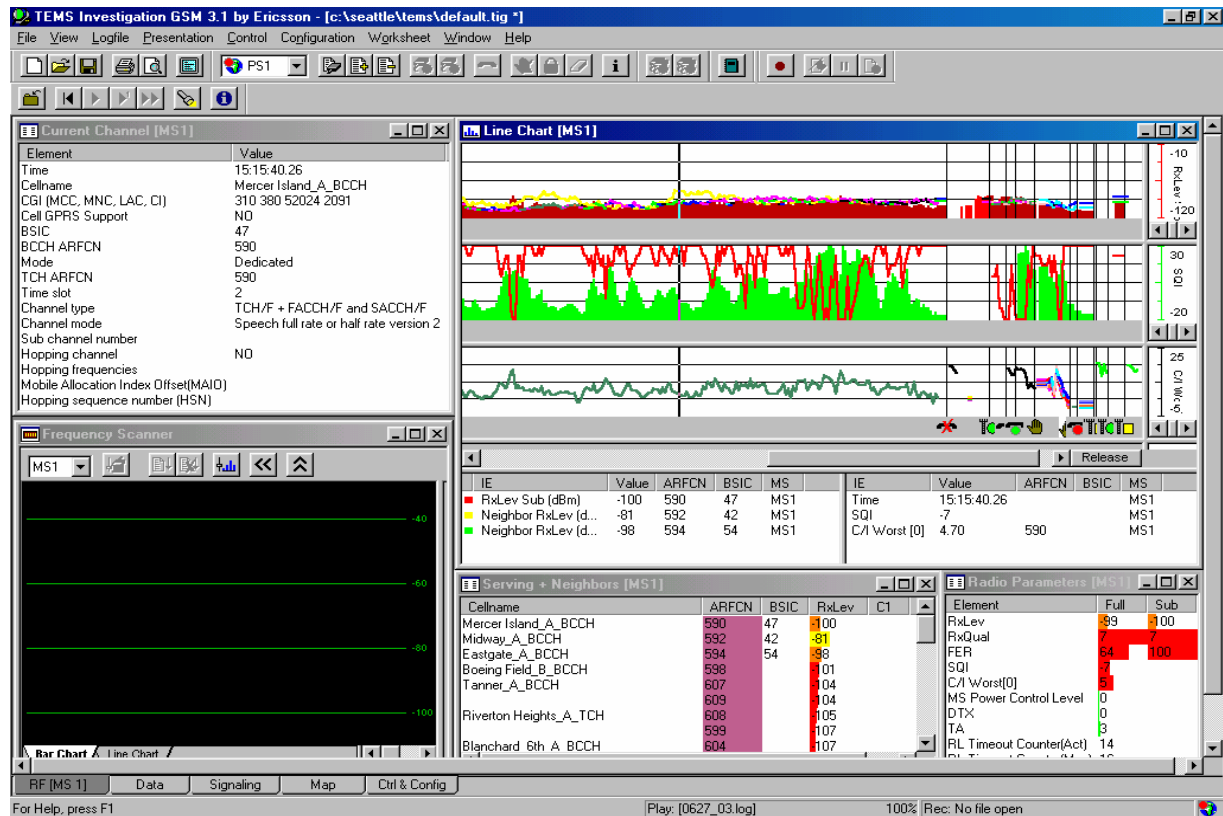 TEMS Investigation GSM 3.1 by Ericsson - [c:\seattle\tems\default.tig *]
File View Logfile Presentation Control Configuration Worksheet Window Help
PS1
Current Channel [MS1]
Element Value
Time 15:15:40.26
Cellname Mercer Island_A_BCCH
CGI (MCC, MNC, LAC, CI) 310 380 52024 2091
Cell GPRS Support NO
BSIC 47
BCCH ARFCN 590
Mode Dedicated
TCH ARFCN 590
Time slot 2
Channel type TCH/F + FACCH/F and SACCH/F
Channel mode Speech full rate or half rate version 2
Sub channel number
Hopping channel NO
Hopping frequencies
Mobile Allocation Index Offset(MAIO)
Hopping sequence number (HSN)
Line Chart [MS1]
-10
RxLev
-120
30
SQI
-20
25
C/I Wc
-5
Release
IE Value ARFCN BSIC MS
RxLev Sub (dBm) -100 590 47 MS1
Neighbor RxLev (d... -81 592 42 MS1
Neighbor RxLev (d... -98 594 54 MS1
IE Value ARFCN BSIC MS
Time 15:15:40.26 MS1
SQI -7 MS1
C/I Worst [0] 4.70 590 MS1
Frequency Scanner
MS1
-40
-60
-80
-100
Bar Chart Line Chart
Serving + Neighbors [MS1]
Cellname ARFCN BSIC RxLev C1
Mercer Island_A_BCCH 590 47 -100
Midway_A_BCCH 592 42 -81
Eastgate_A_BCCH 594 54 -98
Boeing Field_B_BCCH 598 -101
Tanner_A_BCCH 607 -104
609 -104
Riverton Heights_A_TCH 608 -105
599 -107
Blanchard 6th A BCCH 604 -107
Radio Parameters [MS1]
Element Full Sub
RxLev -99 -100
RxQual 7 7
FER 64 100
SQI -7
C/I Worst[0] 5
MS Power Control Level 0
DTX 0
TA 3
RL Timeout Counter(Act) 14
RF [MS 1] Data Signaling Map Ctrl & Config
For Help, press F1 Play: [0627_03.log] 100% Rec: No file open